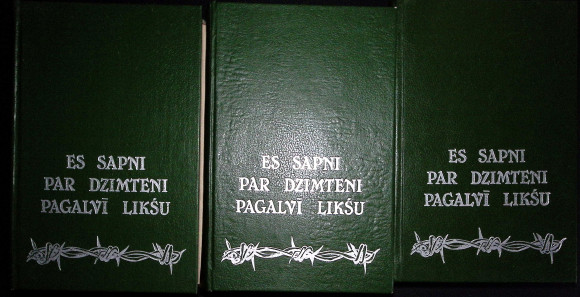 ES SAPNI
PAR DZIMTENI
PAGALVĪ LIKŠU
ES SAPNI
PAR DZIMTENI
PAGALVĪ LIKŠU
ES SAPNI
PAR DZIMTENI
PAGALVĪ LIKŠU